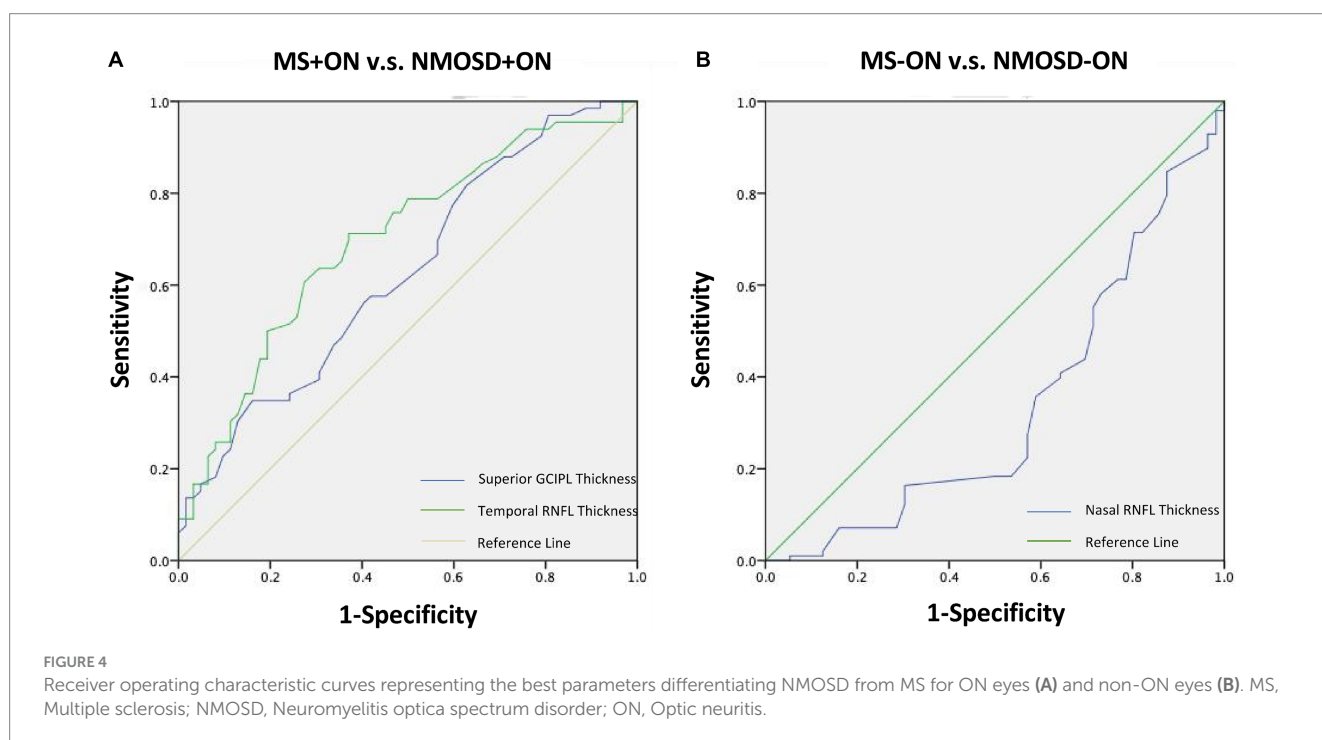 A
MS+ON v.s. NMOSD+ON
1.0
0.8
0.6
0.4
0.2
0.0
Sensitivity
Superior GCIPL Thickness
Temporal RNFL Thickness
Reference Line
0.0 0.2 0.4 0.6 0.8 1.0
1-Specificity
B
MS-ON v.s. NMOSD-ON
1.0
0.8
0.6
0.4
0.2
0.0
Sensitivity
Nasal RNFL Thickness
Reference Line
0.0 0.2 0.4 0.6 0.8 1.0
1-Specificity
FIGURE 4
Receiver operating characteristic curves representing the best parameters differentiating NMOSD from MS for ON eyes (A) and non-ON eyes (B). MS,
Multiple sclerosis; NMOSD, Neuromyelitis optica spectrum disorder; ON, Optic neuritis.